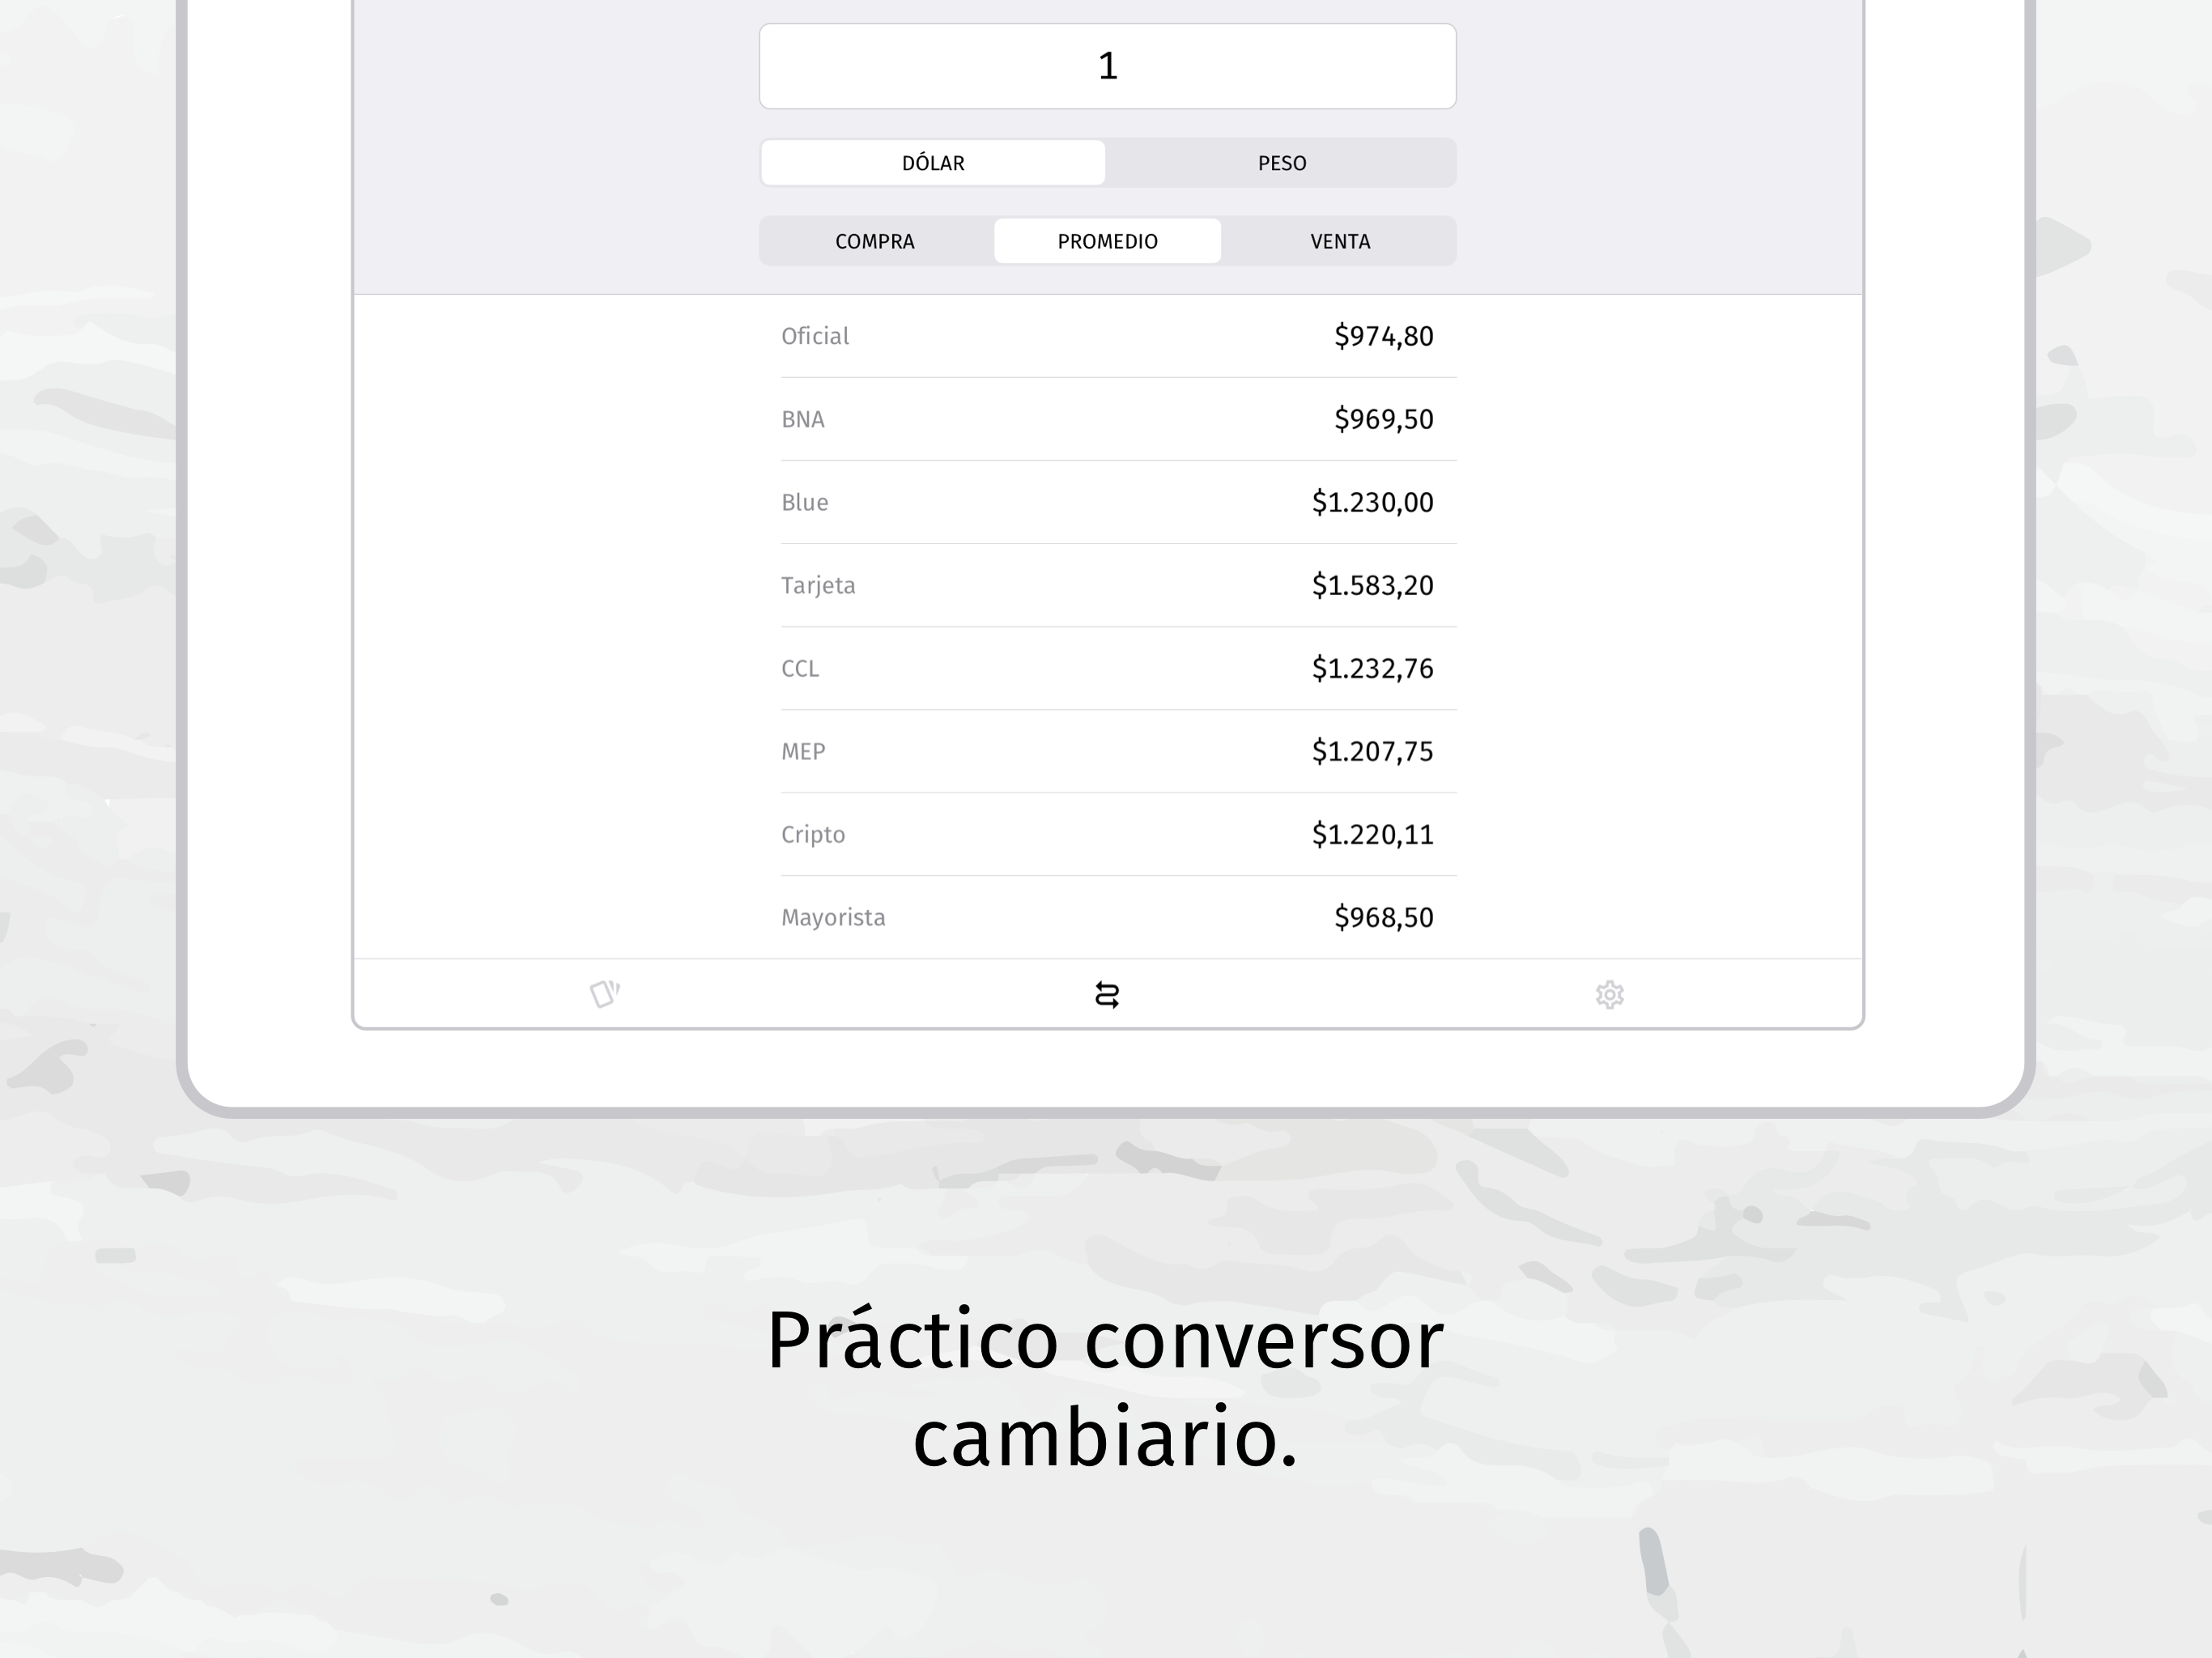 1
DÓLAR PESO
COMPRA PROMEDIO VENTA
Oficial $974,80
BNA $969,50
Blue $1.230,00
Tarjeta $1.583,20
CCL $1.232,76
MEP $1.207,75
Cripto $1.220,11
Mayorista $968,50
Práctico conversor
cambiario.